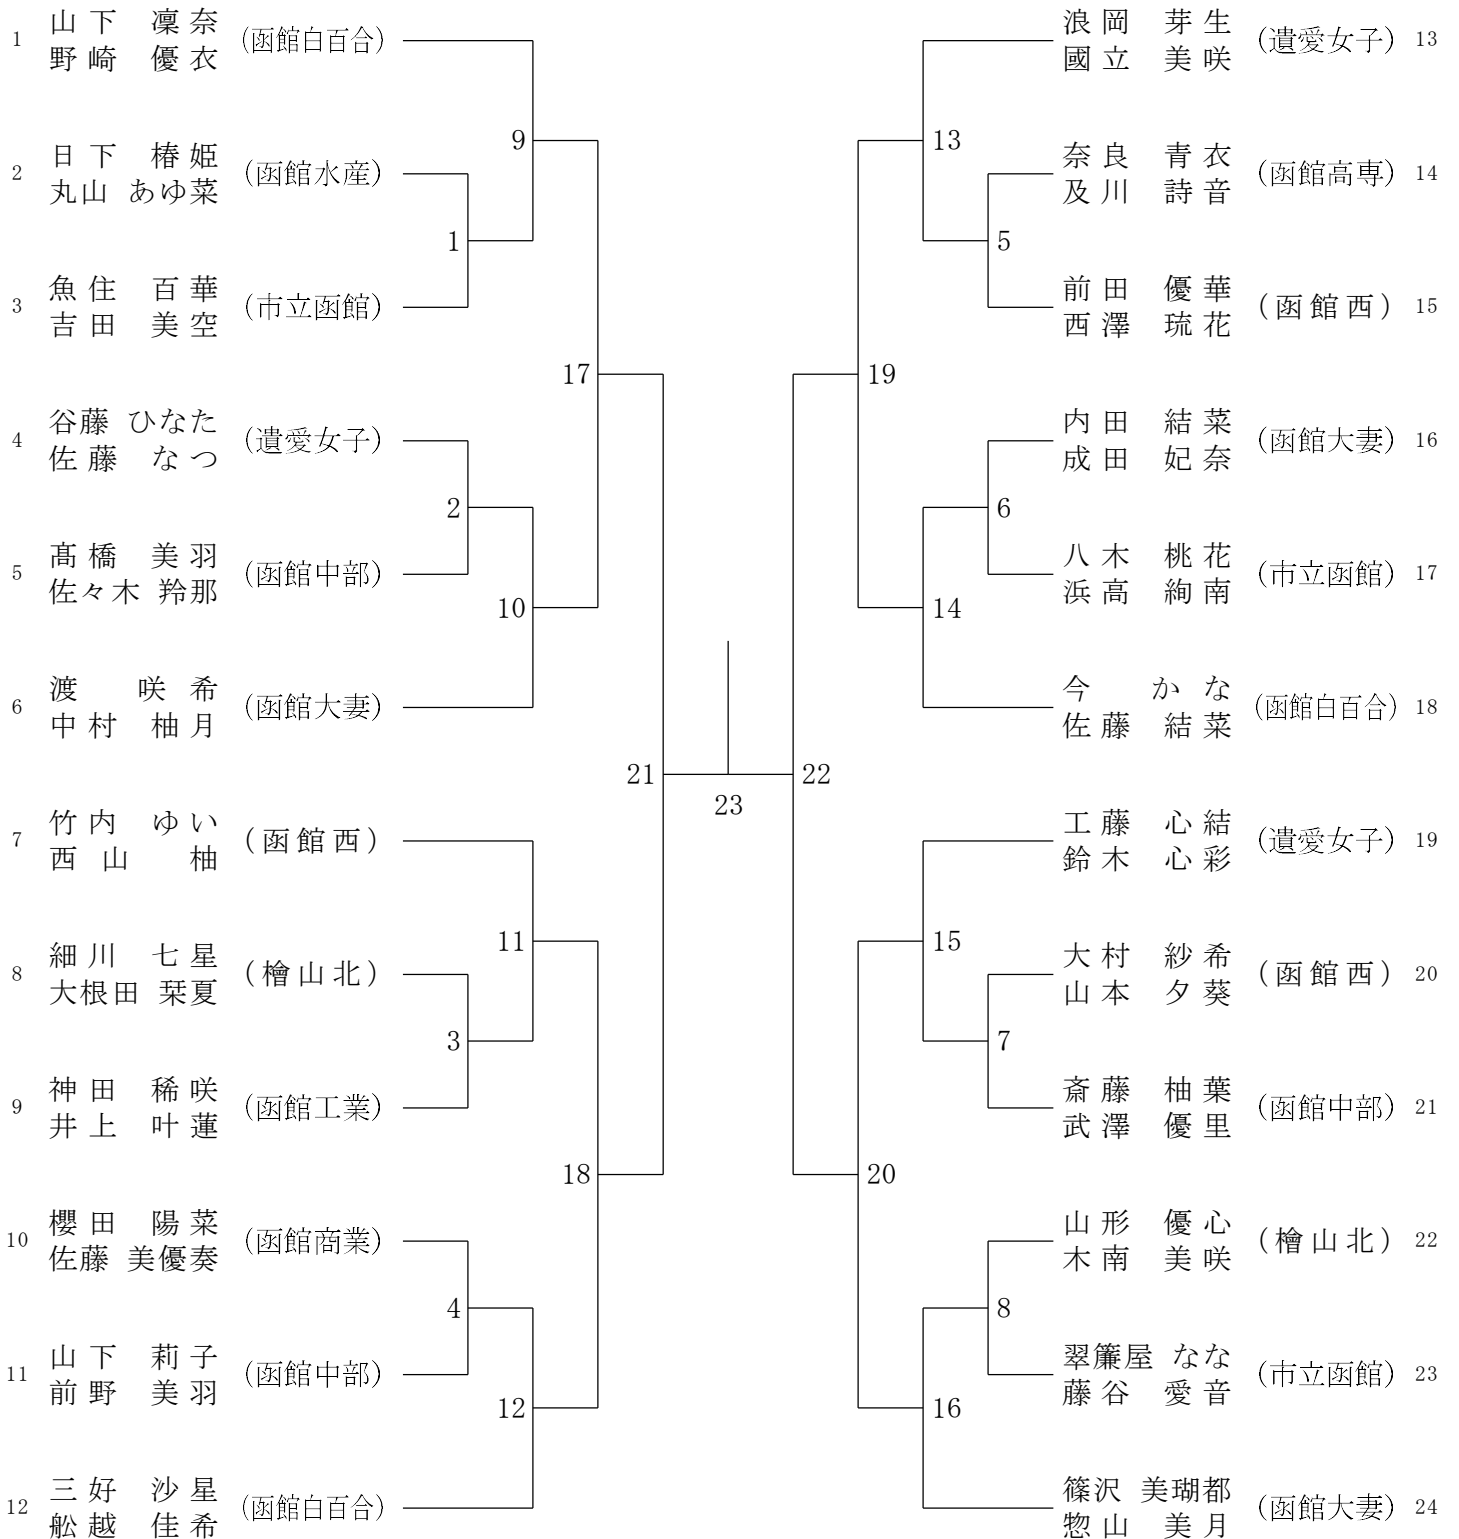 1 山下 凜奈 (函館白百合)
野崎 優衣
2 日下 椿姫 (函館水産)
丸山 あゆ菜
3 魚住 百華 (市立函館)
吉田 美空
4 谷藤 ひなた (遺愛女子)
佐藤 なつ
5 髙橋 美羽 (函館中部)
佐々木 羚那
6 渡 咲希 (函館大妻)
中村 柚月
7 竹内 ゆい (函館西)
西山 柚
8 細川 七星 (檜山北)
大根田 栞夏
9 神田 稀咲 (函館工業)
井上 叶蓮
10 櫻田 陽菜 (函館商業)
佐藤 美優奏
11 山下 莉子 (函館中部)
前野 美羽
12 三好 沙星 (函館白百合)
舩越 佳希
9
1
17
2
10
21
11
3
18
4
12
23
13
5
19
6
14
22
15
7
20
8
16
浪岡 芽生 (遺愛女子) 13
國立 美咲
奈良 青衣 (函館高専) 14
及川 詩音
前田 優華 (函館西) 15
西澤 琉花
内田 結菜 (函館大妻) 16
成田 妃奈
八木 桃花 (市立函館) 17
浜高 絢南
今 かな (函館白百合) 18
佐藤 結菜
工藤 心結 (遺愛女子) 19
鈴木 心彩
大村 紗希 (函館西) 20
山本 夕葵
斎藤 柚葉 (函館中部) 21
武澤 優里
山形 優心 (檜山北) 22
木南 美咲
翠簾屋 なな (市立函館) 23
藤谷 愛音
篠沢 美瑚都 (函館大妻) 24
惣山 美月